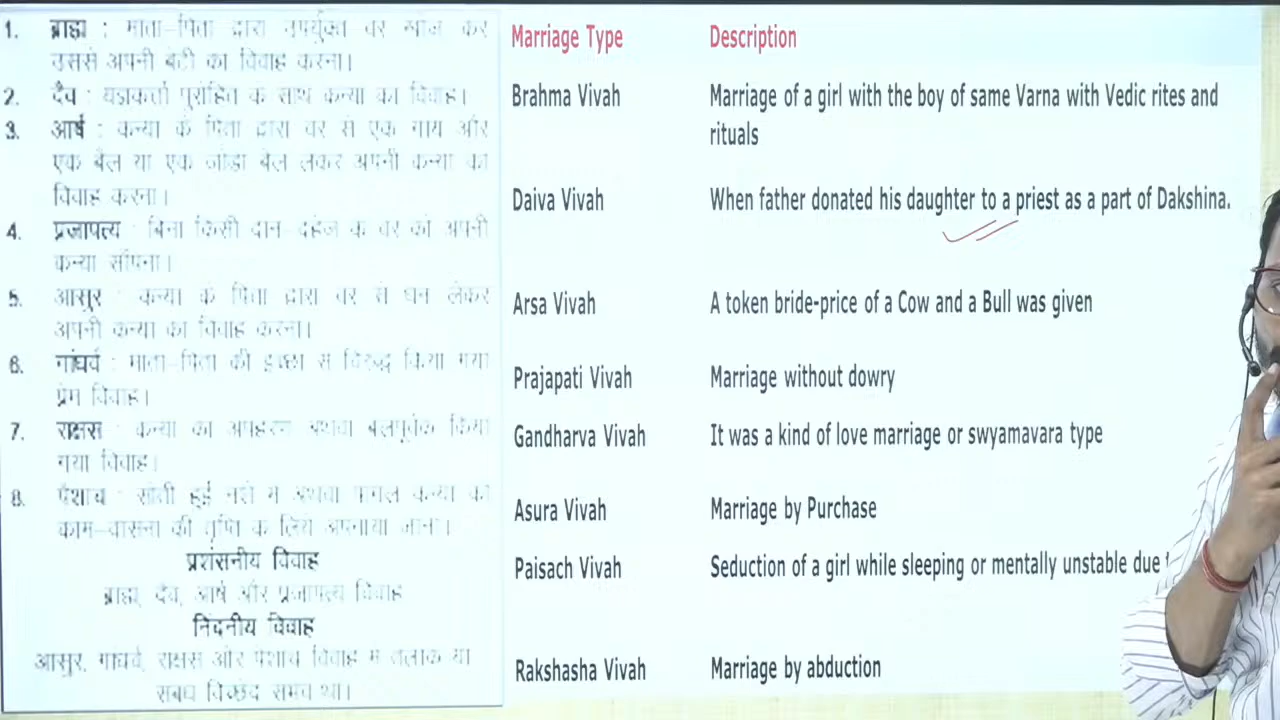 1. ब्राह्म : माता-पिता द्वारा उपर्युक्त वर खोज कर
उससे अपनी बेटी का विवाह करना।
2. दैव : यज्ञकर्त्ता पुरोहित के साथ कन्या का विवाह।
3. आर्ष : कन्या के पिता द्वारा वर से एक गाय और
एक बैल या एक जोड़ा बैल लेकर अपनी कन्या का
विवाह करना।
4. प्रजापत्य : बिना किसी दान-दहेज के वर को अपनी
कन्या सौंपना।
5. आसुर : कन्या के पिता द्वारा वर से धन लेकर
अपनी कन्या का विवाह करना।
6. गांधर्व : माता-पिता की इच्छा से विरुद्ध किया गया
प्रेम विवाह।
7. राक्षस : कन्या का अपहरण अथवा बलपूर्वक किया
गया विवाह।
8. पैशाच : सोती हुई नशे में अथवा पागल कन्या को
काम-वासना की तृप्ति के लिये अपनाया जाना।
प्रशंसनीय विवाह
ब्राह्म, दैव, आर्ष और प्रजापत्य विवाह
निंदनीय विवाह
आसुर, गांधर्व, राक्षस और पैशाच विवाह में तलाक या
संबंध विच्छेद संभव था।
Marriage Type Description
Brahma Vivah Marriage of a girl with the boy of same Varna with Vedic rites and
rituals
Daiva Vivah When father donated his daughter to a priest as a part of Dakshina.
Arsa Vivah A token bride-price of a Cow and a Bull was given
Prajapati Vivah Marriage without dowry
Gandharva Vivah It was a kind of love marriage or swyamavara type
Asura Vivah Marriage by Purchase
Paisach Vivah Seduction of a girl while sleeping or mentally unstable due
Rakshasha Vivah Marriage by abduction